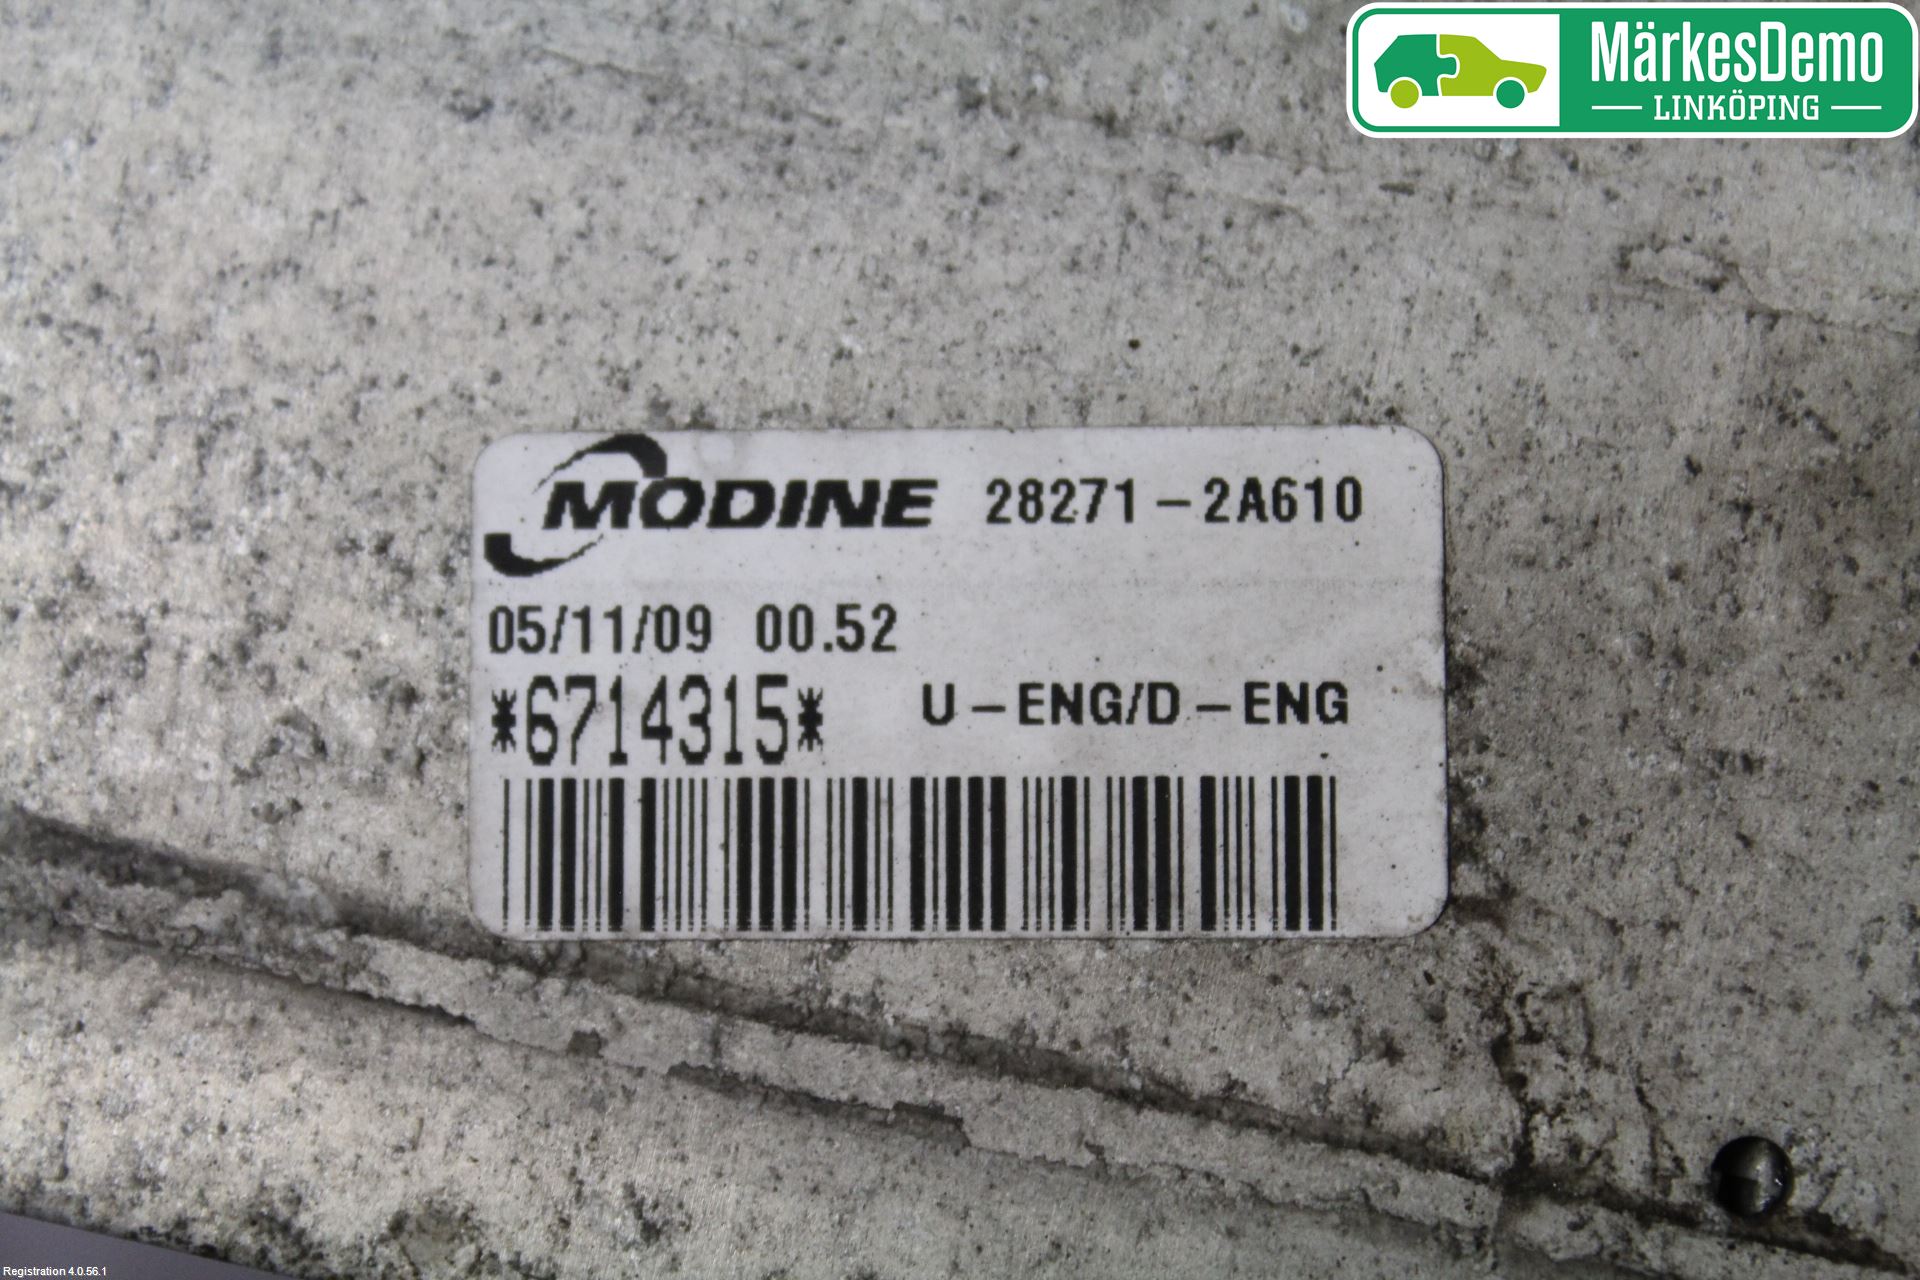 MärkesDemo
LINKÖPING
MODINE 28271-2A610
05/11/09 00.52
*6714315* U-ENG/D-ENG
Registration 4.0.56.1